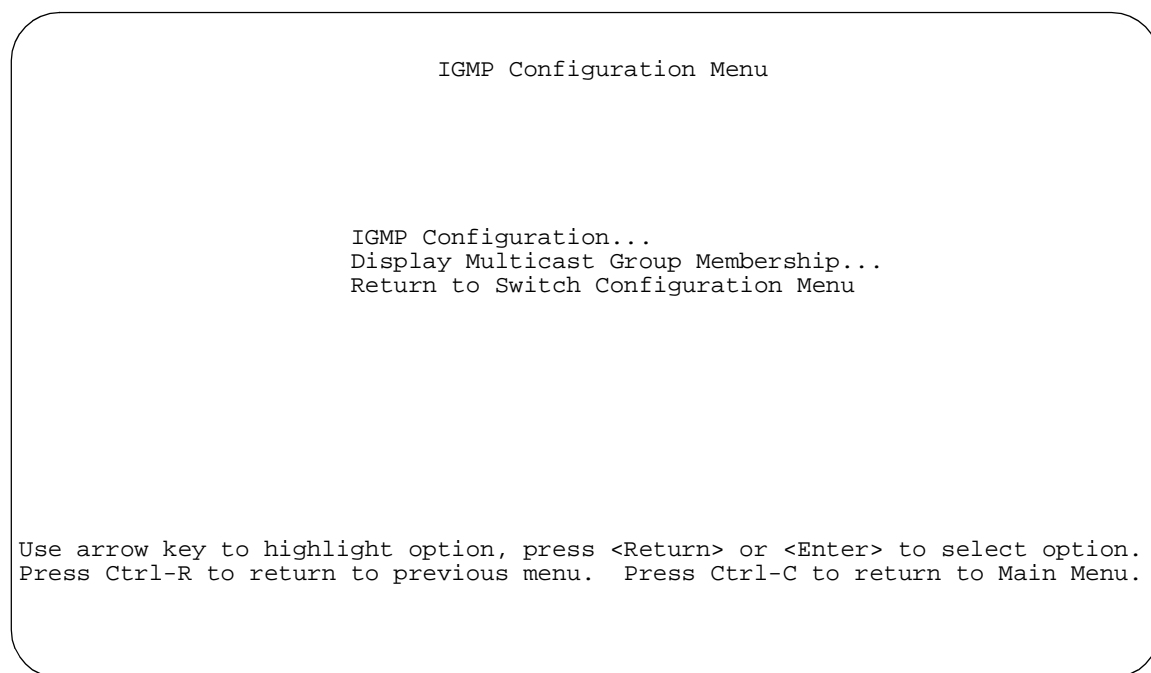 IGMP Configuration Menu
IGMP Configuration...
Display Multicast Group Membership...
Return to Switch Configuration Menu
Use arrow key to highlight option, press <Return> or <Enter> to select option.
Press Ctrl-R to return to previous menu.  Press Ctrl-C to return to Main Menu.